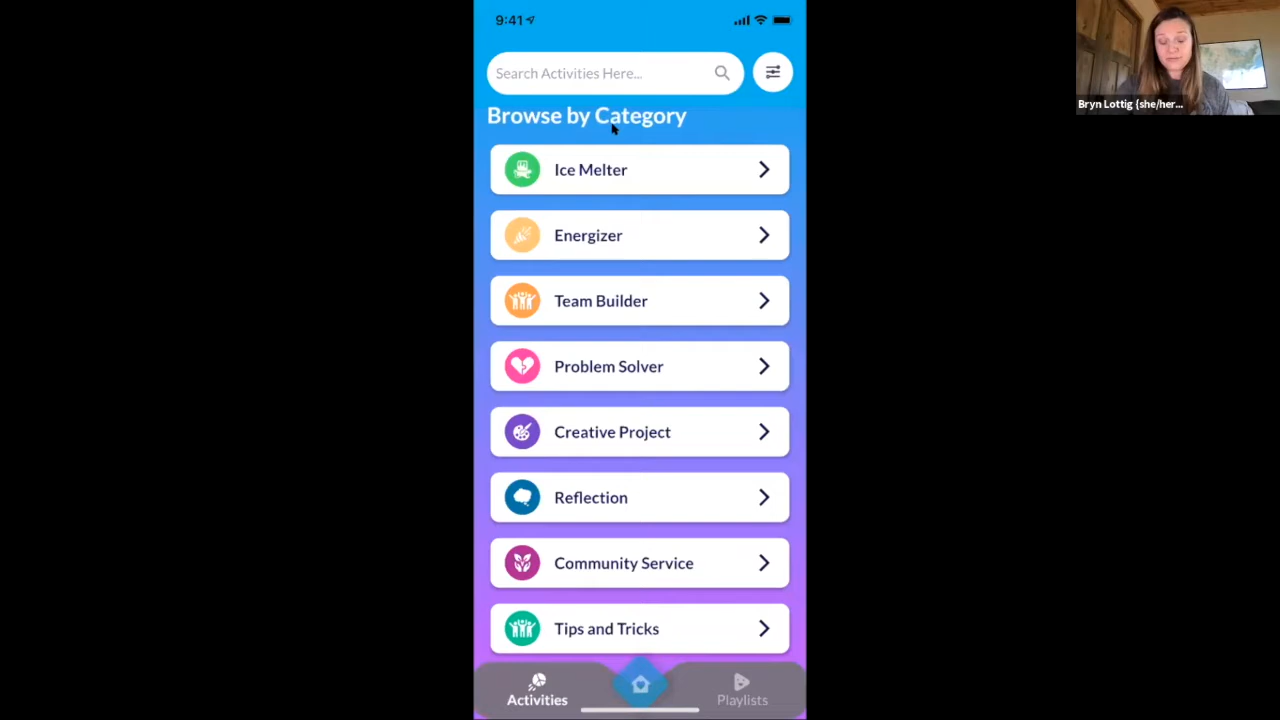 9:41
Search Activities Here...
Browse by Category
Ice Melter
Energizer
Team Builder
Problem Solver
Creative Project
Reflection
Community Service
Tips and Tricks
Activities
Playlists
Bryn Lottig {she/her...